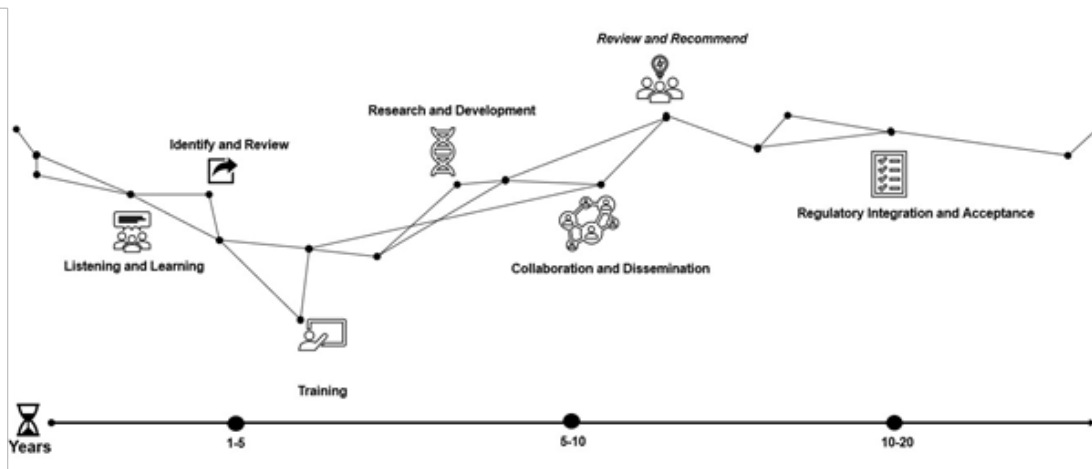 Review and Recommend
Research and Development
Identify and Review
Regulatory Integration and Acceptance
Listening and Learning
Collaboration and Dissemination
Training
Years
1-5
5-10
10-20